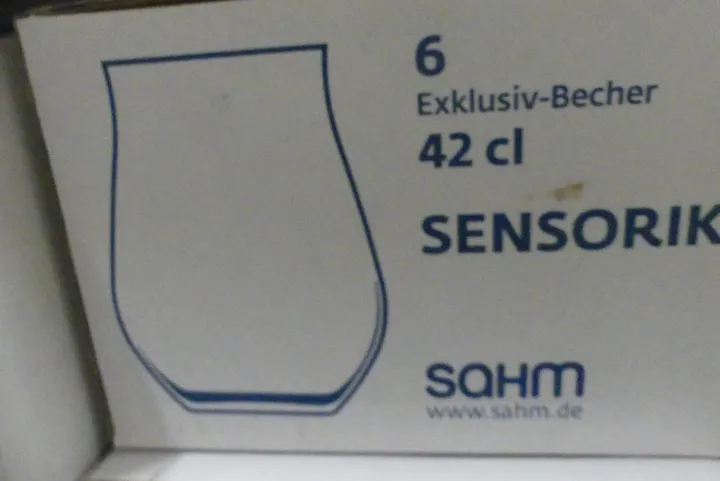 6
Exklusiv-Becher
42 cl
SENSORIK
sahm
www.sahm.de